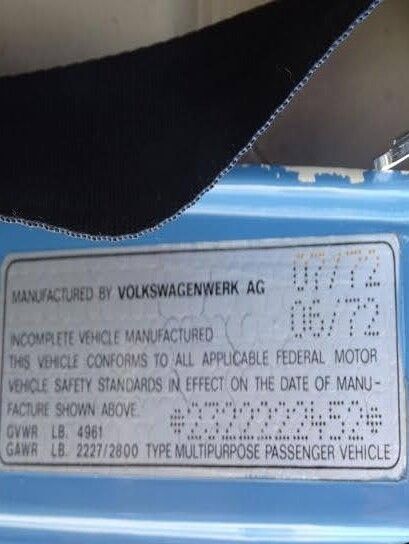 07/72
MANUFACTURED BY VOLKSWAGENWERK AG
06/72
INCOMPLETE VEHICLE MANUFACTURED
THIS VEHICLE CONFORMS TO ALL APPLICABLE FEDERAL MOTOR
VEHICLE SAFETY STANDARDS IN EFFECT ON THE DATE OF MANU-
FACTURE SHOWN ABOVE. *2322222452*
GVWR LB. 4961
GAWR LB. 2227/2800 TYPE MULTIPURPOSE PASSENGER VEHICLE